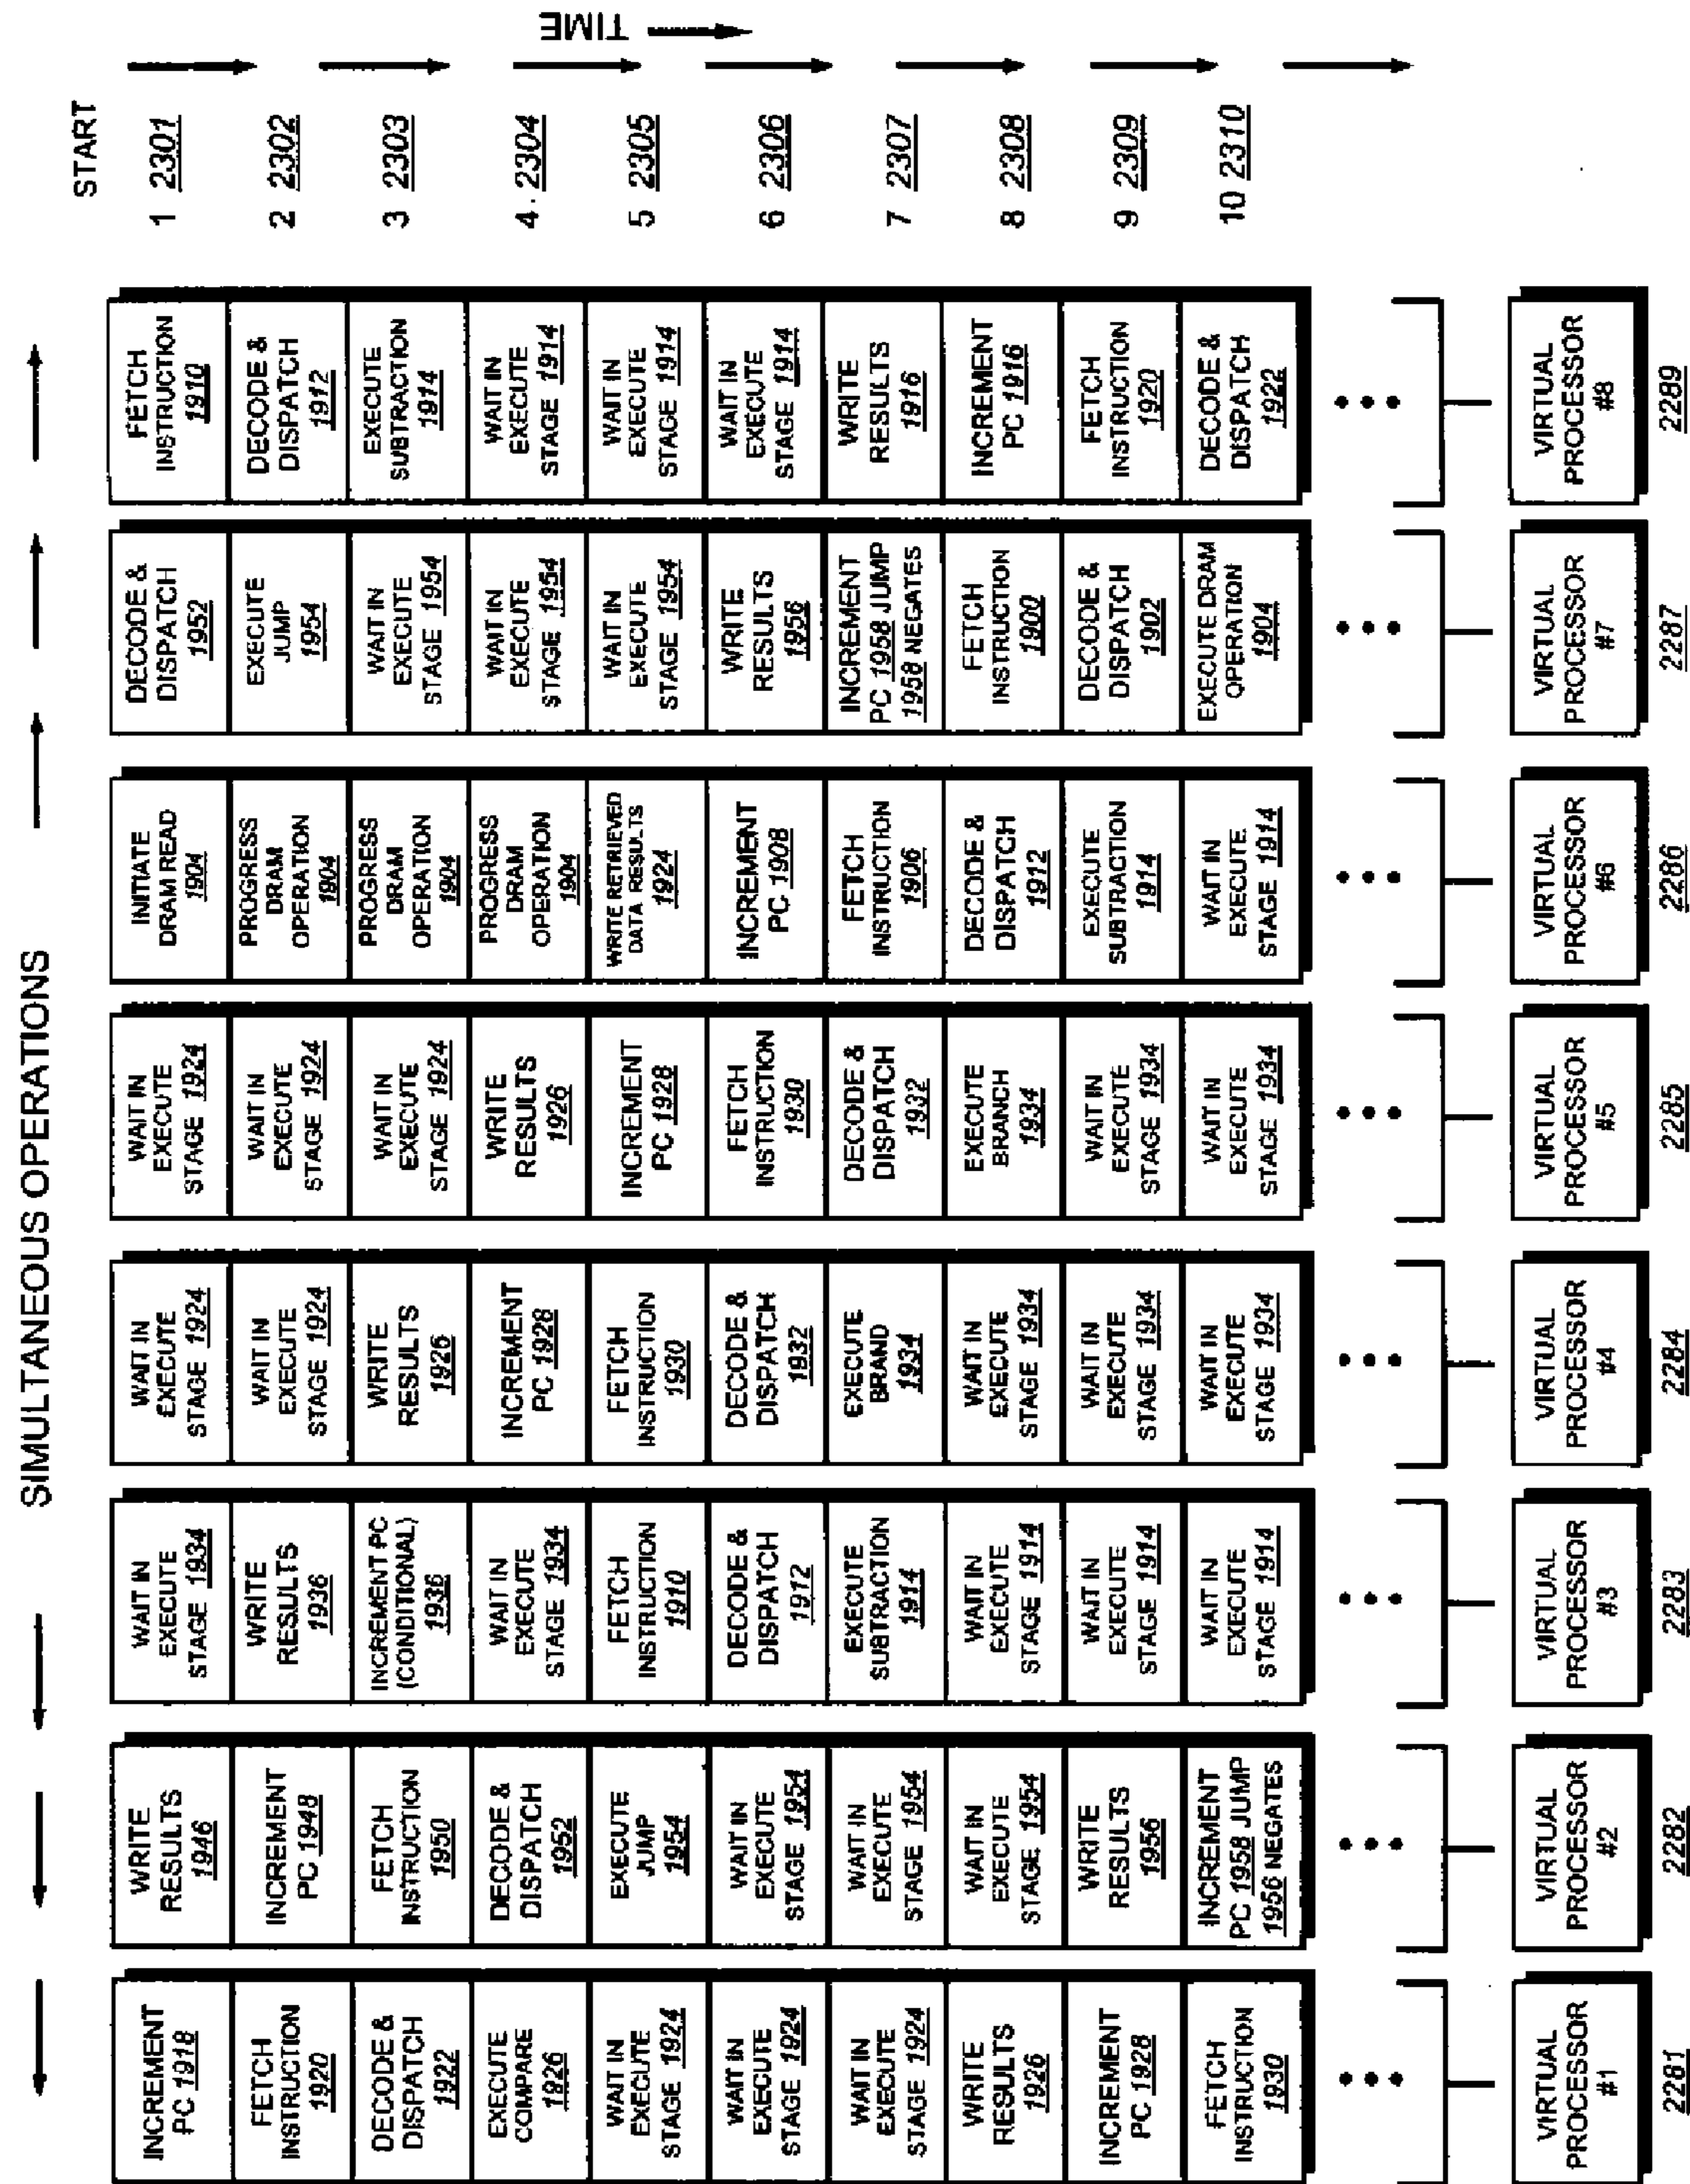 SIMULTANEOUS OPERATIONS
INCREMENT
PC 1918
FETCH
INSTRUCTION
1920
DECODE &
DISPATCH
1922
EXECUTE
COMPARE
1926
WAIT IN
EXECUTE
STAGE 1924
WAIT IN
EXECUTE
STAGE 1924
WAIT IN
EXECUTE
STAGE 1924
WRITE
RESULTS
1926
INCREMENT
PC 1928
FETCH
INSTRUCTION
1930
VIRTUAL
PROCESSOR
#1
2281
WRITE
RESULTS
1946
INCREMENT
PC 1948
FETCH
INSTRUCTION
1950
DECODE &
DISPATCH
1952
EXECUTE
JUMP
1954
WAIT IN
EXECUTE
STAGE 1954
WAIT IN
EXECUTE
STAGE 1954
WAIT IN
EXECUTE
STAGE 1954
WRITE
RESULTS
1956
INCREMENT
PC 1958 JUMP
1956 NEGATES
VIRTUAL
PROCESSOR
#2
2282
WAIT IN
EXECUTE
STAGE 1934
WRITE
RESULTS
1936
INCREMENT PC
(CONDITIONAL)
1936
WAIT IN
EXECUTE
STAGE 1934
FETCH
INSTRUCTION
1910
DECODE &
DISPATCH
1912
EXECUTE
SUBTRACTION
1914
WAIT IN
EXECUTE
STAGE 1914
WAIT IN
EXECUTE
STAGE 1914
WAIT IN
EXECUTE
STAGE 1914
VIRTUAL
PROCESSOR
#3
2283
WAIT IN
EXECUTE
STAGE 1924
WAIT IN
EXECUTE
STAGE 1924
WRITE
RESULTS
1926
INCREMENT
PC 1928
FETCH
INSTRUCTION
1930
DECODE &
DISPATCH
1932
EXECUTE
BRAND
1934
WAIT IN
EXECUTE
STAGE 1934
WAIT IN
EXECUTE
STAGE 1934
WAIT IN
EXECUTE
STAGE 1934
VIRTUAL
PROCESSOR
#4
2284
WAIT IN
EXECUTE
STAGE 1924
WAIT IN
EXECUTE
STAGE 1924
WAIT IN
EXECUTE
STAGE 1924
WRITE
RESULTS
1926
INCREMENT
PC 1928
FETCH
INSTRUCTION
1930
DECODE &
DISPATCH
1932
EXECUTE
BRANCH
1934
WAIT IN
EXECUTE
STAGE 1934
WAIT IN
EXECUTE
STAGE 1934
VIRTUAL
PROCESSOR
#5
2285
INITIATE
DRAM READ
1904
PROGRESS
DRAM
OPERATION
1904
PROGRESS
DRAM
OPERATION
1904
PROGRESS
DRAM
OPERATION
1904
WRITE RETRIEVED
DATA RESULTS
1924
INCREMENT
PC 1908
FETCH
INSTRUCTION
1906
DECODE &
DISPATCH
1912
EXECUTE
SUBTRACTION
1914
WAIT IN
EXECUTE
STAGE 1914
VIRTUAL
PROCESSOR
#6
2286
DECODE &
DISPATCH
1952
EXECUTE
JUMP
1954
WAIT IN
EXECUTE
STAGE 1954
WAIT IN
EXECUTE
STAGE 1954
WAIT IN
EXECUTE
STAGE 1954
WRITE
RESULTS
1956
INCREMENT
PC 1958 JUMP
1958 NEGATES
FETCH
INSTRUCTION
1900
DECODE &
DISPATCH
1902
EXECUTE DRAM
OPERATION
1904
VIRTUAL
PROCESSOR
#7
2287
FETCH
INSTRUCTION
1910
DECODE &
DISPATCH
1912
EXECUTE
SUBTRACTION
1914
WAIT IN
EXECUTE
STAGE 1914
WAIT IN
EXECUTE
STAGE 1914
WAIT IN
EXECUTE
STAGE 1914
WRITE
RESULTS
1916
INCREMENT
PC 1916
FETCH
INSTRUCTION
1920
DECODE &
DISPATCH
1922
VIRTUAL
PROCESSOR
#8
2289
START
1 2301
2 2302
3 2303
4 2304
5 2305
6 2306
7 2307
8 2308
9 2309
10 2310
TIME